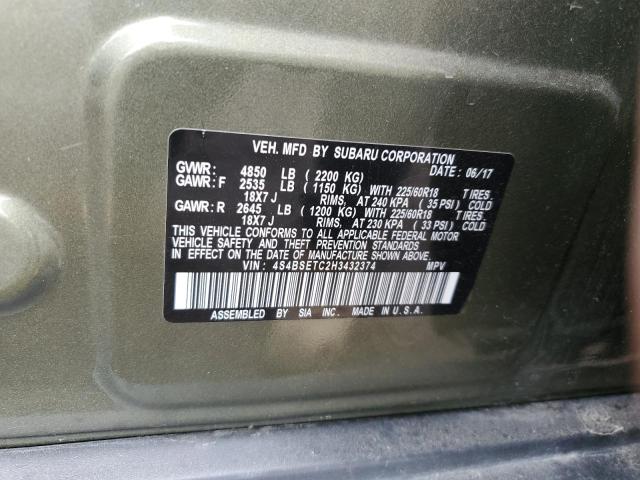 VEH. MFD BY SUBARU CORPORATION
GVWR: 4850 LB ( 2200 KG) DATE : 06/17
GAWR: F 2535 LB ( 1150 KG) WITH 225/60R18 TIRES
18X7 J RIMS, AT 240 KPA ( 35 PSI) COLD
GAWR: R 2645 LB ( 1200 KG) WITH 225/60R18 TIRES
18X7 J RIMS, AT 230 KPA ( 33 PSI) COLD
THIS VEHICLE CONFORMS TO ALL APPLICABLE FEDERAL MOTOR
VEHICLE SAFETY AND THEFT PREVENTION STANDARDS
IN EFFECT ON THE DATE OF MANUFACTURE SHOWN ABOVE.
VIN : 4S4BSETC2H3432374 MPV
ASSEMBLED BY SIA INC. MADE IN U.S.A.